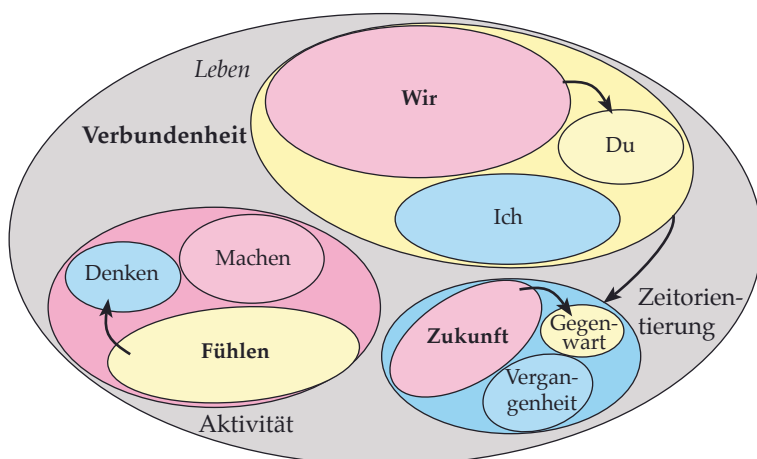 Leben
Wir
Verbundenheit
Du
Ich
Machen
Denken
Fühlen
Aktivität
Zeitorien-
tierung
Zukunft
Gegen-
wart
Vergan-
genheit